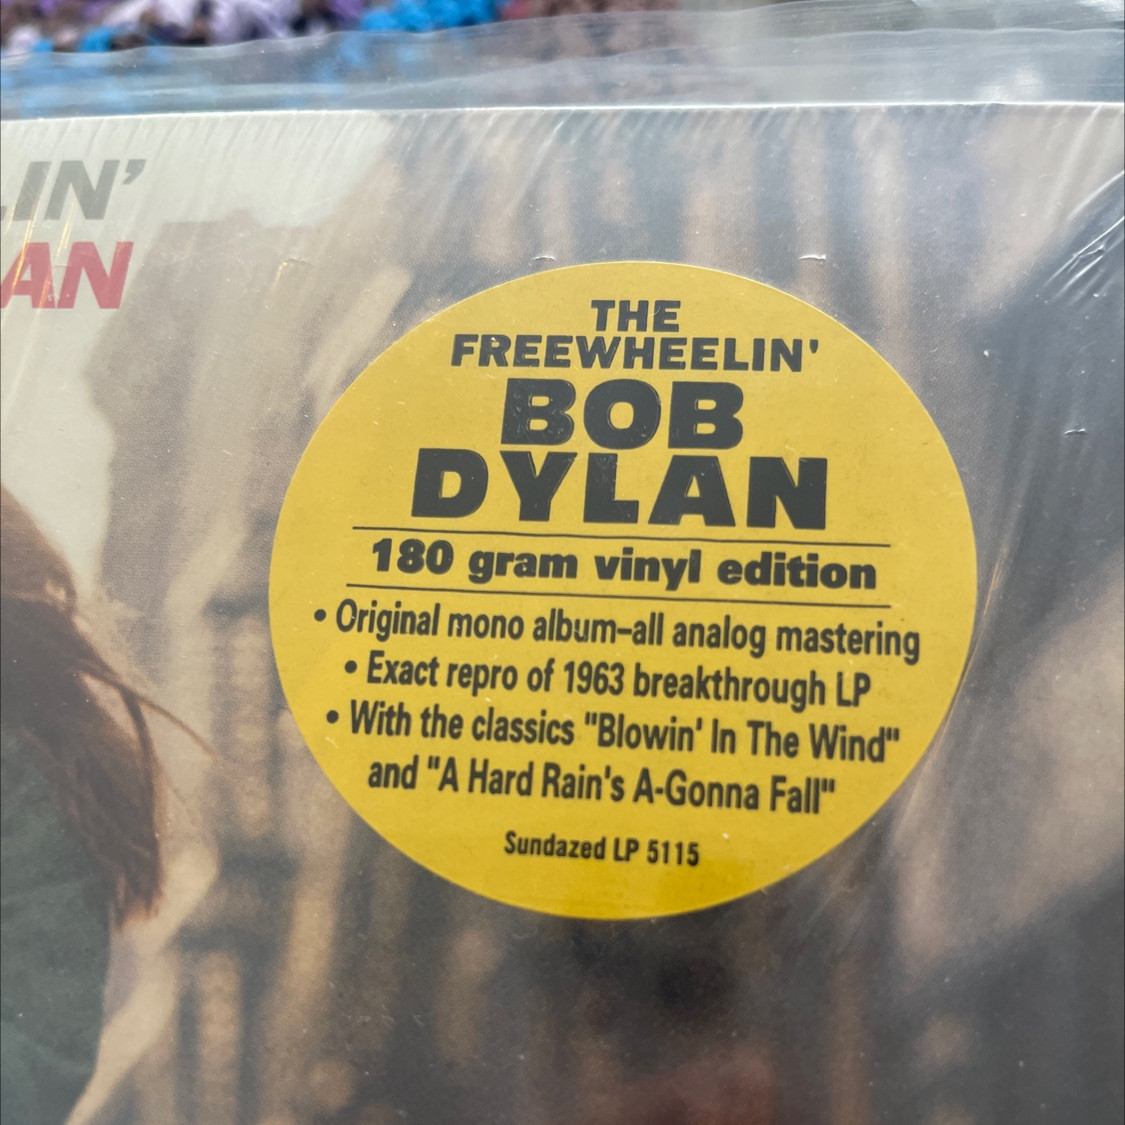 LIN'
AN
THE
FREEWHEELIN'
BOB
DYLAN
180 gram vinyl edition
• Original mono album–all analog mastering
• Exact repro of 1963 breakthrough LP
• With the classics "Blowin' In The Wind"
and "A Hard Rain's A-Gonna Fall"
Sundazed LP 5115